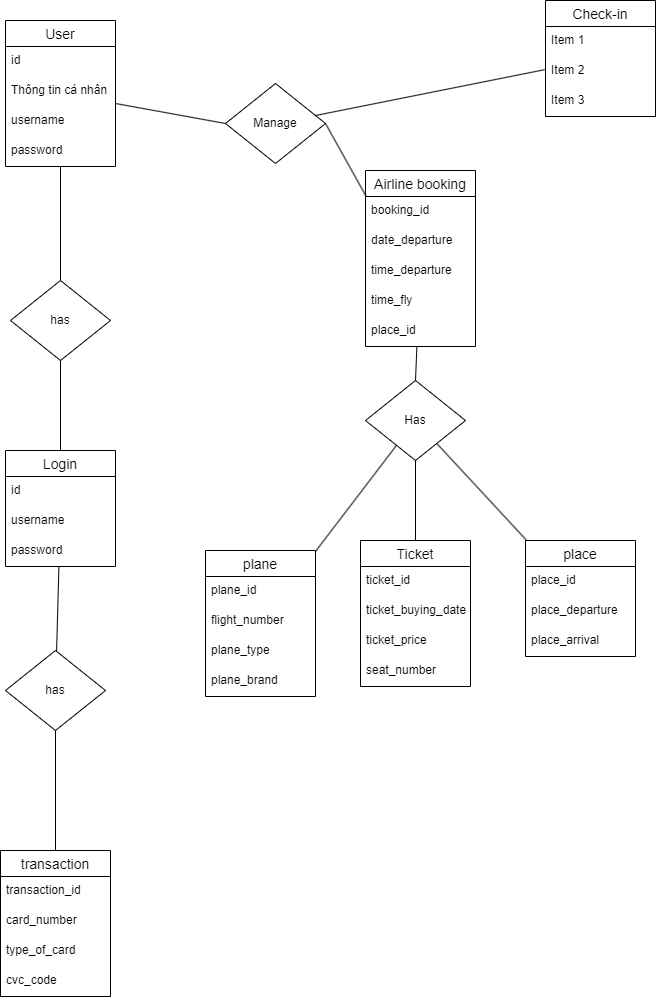 Check-in
Item 1
Item 2
Item 3
User
id
Thông tin cá nhân
username
password
Manage
Airline booking
booking_id
date_departure
time_departure
time_fly
place_id
has
Has
Login
id
username
password
plane
plane_id
flight_number
plane_type
plane_brand
Ticket
ticket_id
ticket_buying_date
ticket_price
seat_number
place
place_id
place_departure
place_arrival
has
transaction
transaction_id
card_number
type_of_card
cvc_code